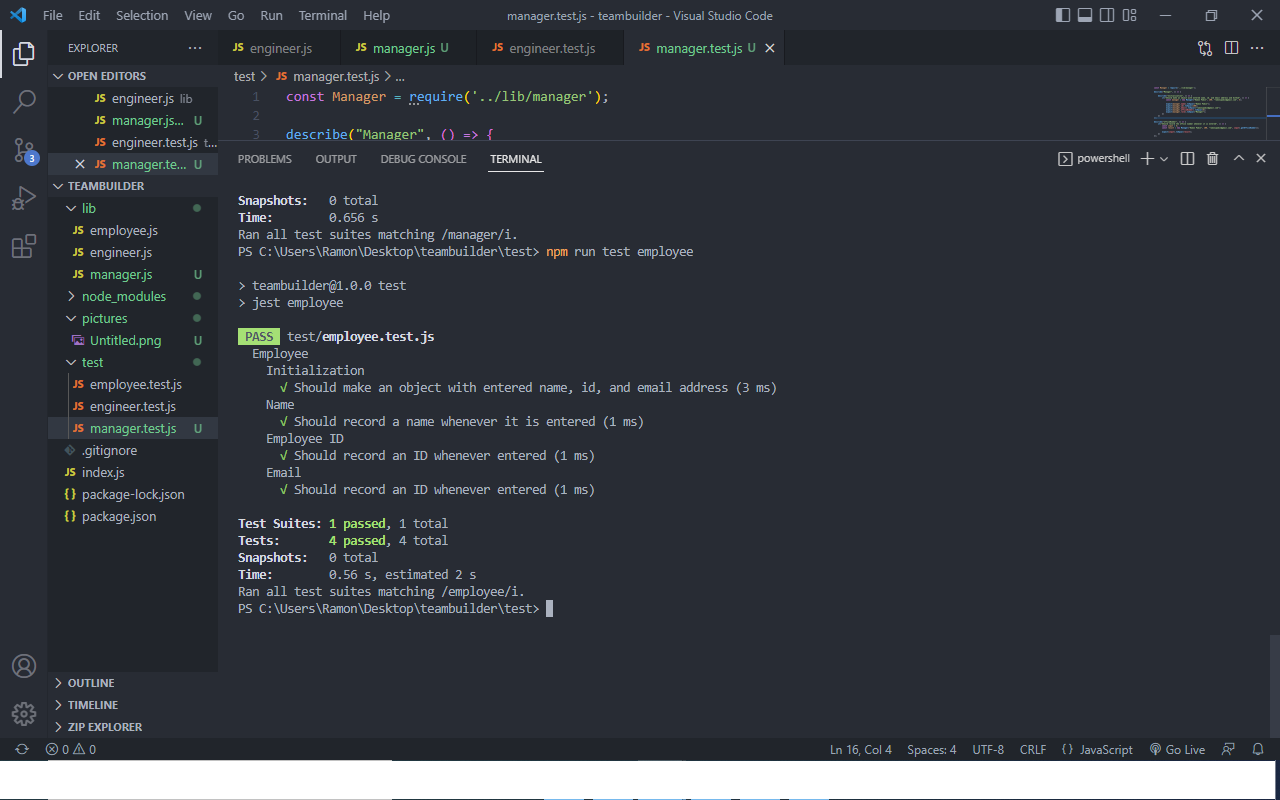 File Edit Selection View Go Run Terminal Help manager.test.js - teambuilder - Visual Studio Code
EXPLORER ... JS engineer.js JS manager.js U JS engineer.test.js JS manager.test.js U
OPEN EDITORS
JS engineer.js lib
JS manager.js... U
JS engineer.test.js t...
JS manager.te... U
TEAMBUILDER
lib
JS employee.js
JS engineer.js
JS manager.js U
node_modules
pictures
Untitled.png U
test
JS employee.test.js
JS engineer.test.js
JS manager.test.js U
.gitignore
JS index.js
{} package-lock.json
{} package.json
OUTLINE
TIMELINE
ZIP EXPLORER
3
test > JS manager.test.js > ...
1 const Manager = require('../lib/manager');
2
3 describe("Manager", () => {
PROBLEMS OUTPUT DEBUG CONSOLE TERMINAL powershell
Snapshots: 0 total
Time: 0.656 s
Ran all test suites matching /manager/i.
PS C:\Users\Ramon\Desktop\teambuilder\test> npm run test employee
> teambuilder@1.0.0 test
> jest employee
PASS test/employee.test.js
Employee
Initialization
√ Should make an object with entered name, id, and email address (3 ms)
Name
√ Should record a name whenever it is entered (1 ms)
Employee ID
√ Should record an ID whenever entered (1 ms)
Email
√ Should record an ID whenever entered (1 ms)
Test Suites: 1 passed, 1 total
Tests: 4 passed, 4 total
Snapshots: 0 total
Time: 0.56 s, estimated 2 s
Ran all test suites matching /employee/i.
PS C:\Users\Ramon\Desktop\teambuilder\test>
0 0 Ln 16, Col 4 Spaces: 4 UTF-8 CRLF {} JavaScript Go Live